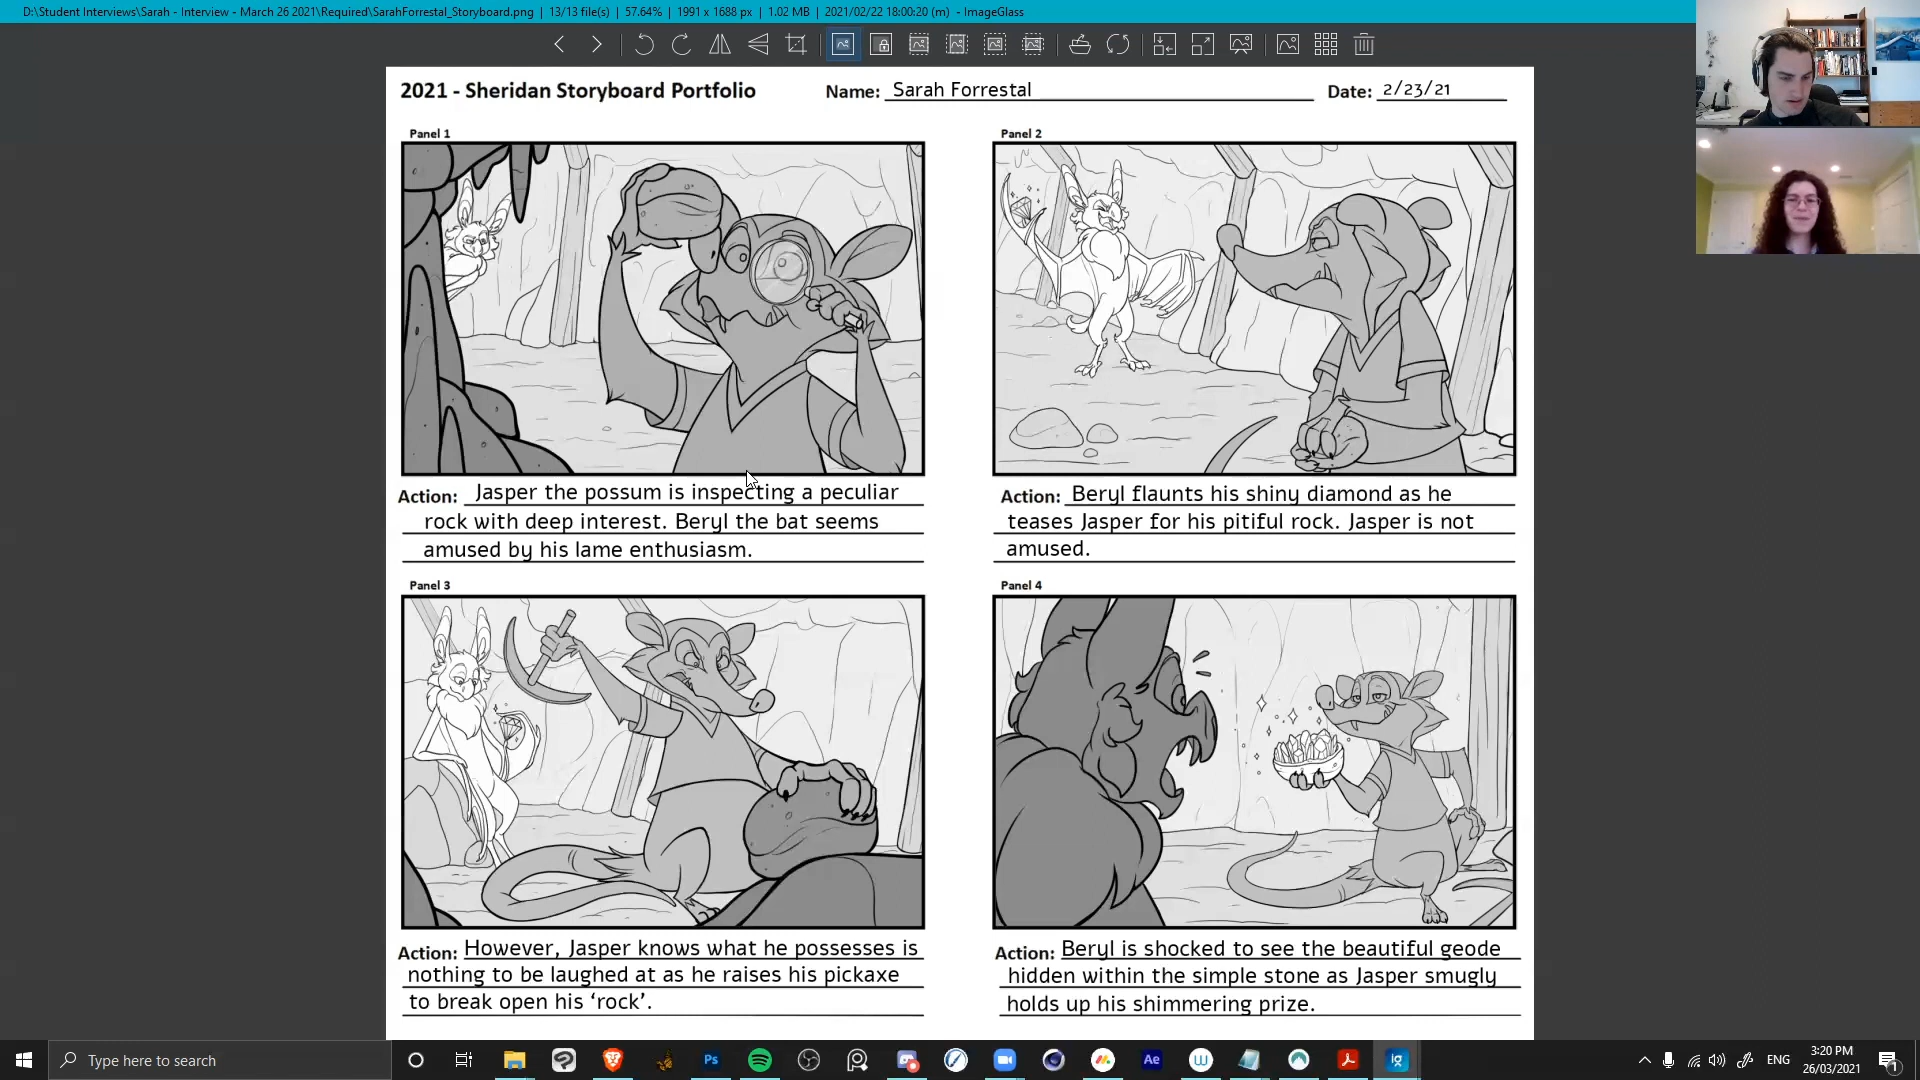 D:\Student Interviews\Sarah - Interview - March 26 2021\Required\SarahForrestal_Storyboard.png | 13/13 file(s) | 57.64% | 1991 x 1688 px | 1.02 MB | 2021/02/22 18:00:20 (m) - ImageGlass
2021 - Sheridan Storyboard Portfolio Name: Sarah Forrestal Date: 2/23/21
Panel 1
Panel 2
Action: Jasper the possum is inspecting a peculiar
rock with deep interest. Beryl the bat seems
amused by his lame enthusiasm.
Action: Beryl flaunts his shiny diamond as he
teases Jasper for his pitiful rock. Jasper is not
amused.
Panel 3
Panel 4
Action: However, Jasper knows what he possesses is
nothing to be laughed at as he raises his pickaxe
to break open his ‘rock’.
Action: Beryl is shocked to see the beautiful geode
hidden within the simple stone as Jasper smugly
holds up his shimmering prize.
Type here to search
Ps
Ae
W
Ig
ENG
3:20 PM
26/03/2021
1